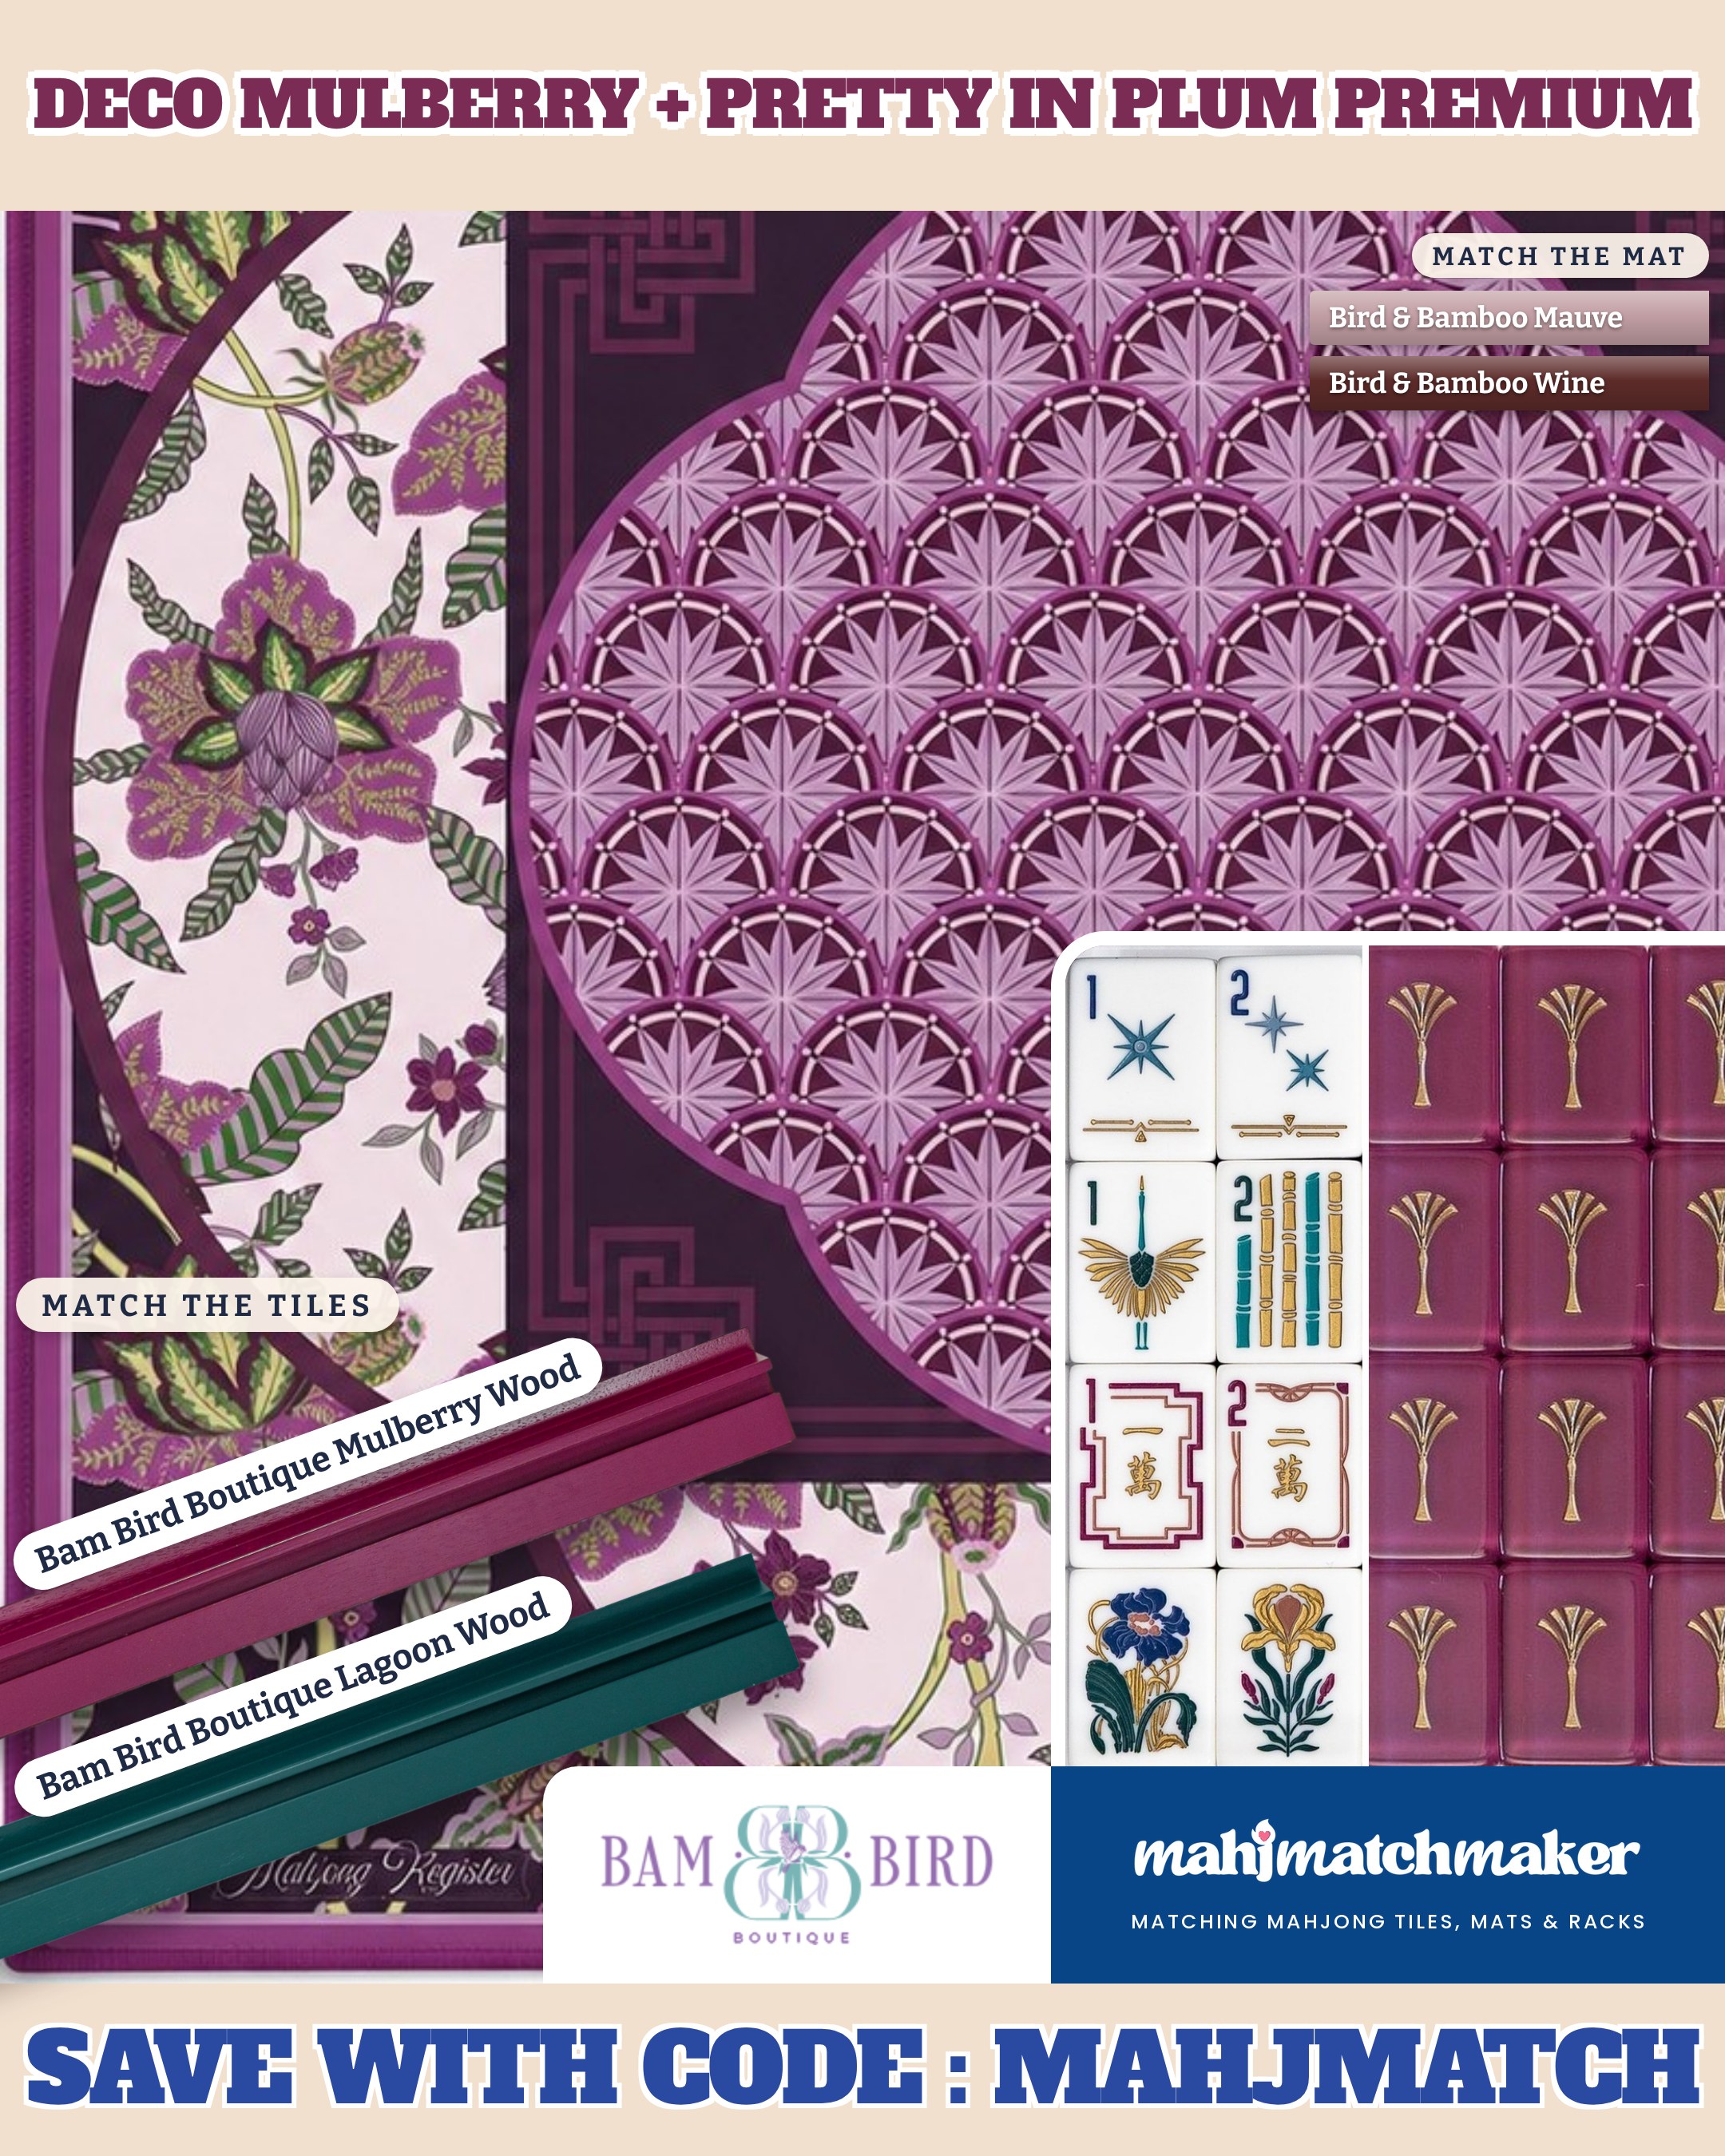 DECO MULBERRY + PRETTY IN PLUM PREMIUM
MATCH THE MAT
Bird & Bamboo Mauve
Bird & Bamboo Wine
1
2
1
2
1
一
萬
2
二
萬
MATCH THE TILES
Bam Bird Boutique Mulberry Wood
Bam Bird Boutique Lagoon Wood
Mahjong Register
BAM BIRD
BOUTIQUE
mahjmatchmaker
MATCHING MAHJONG TILES, MATS & RACKS
SAVE WITH CODE : MAHJMATCH